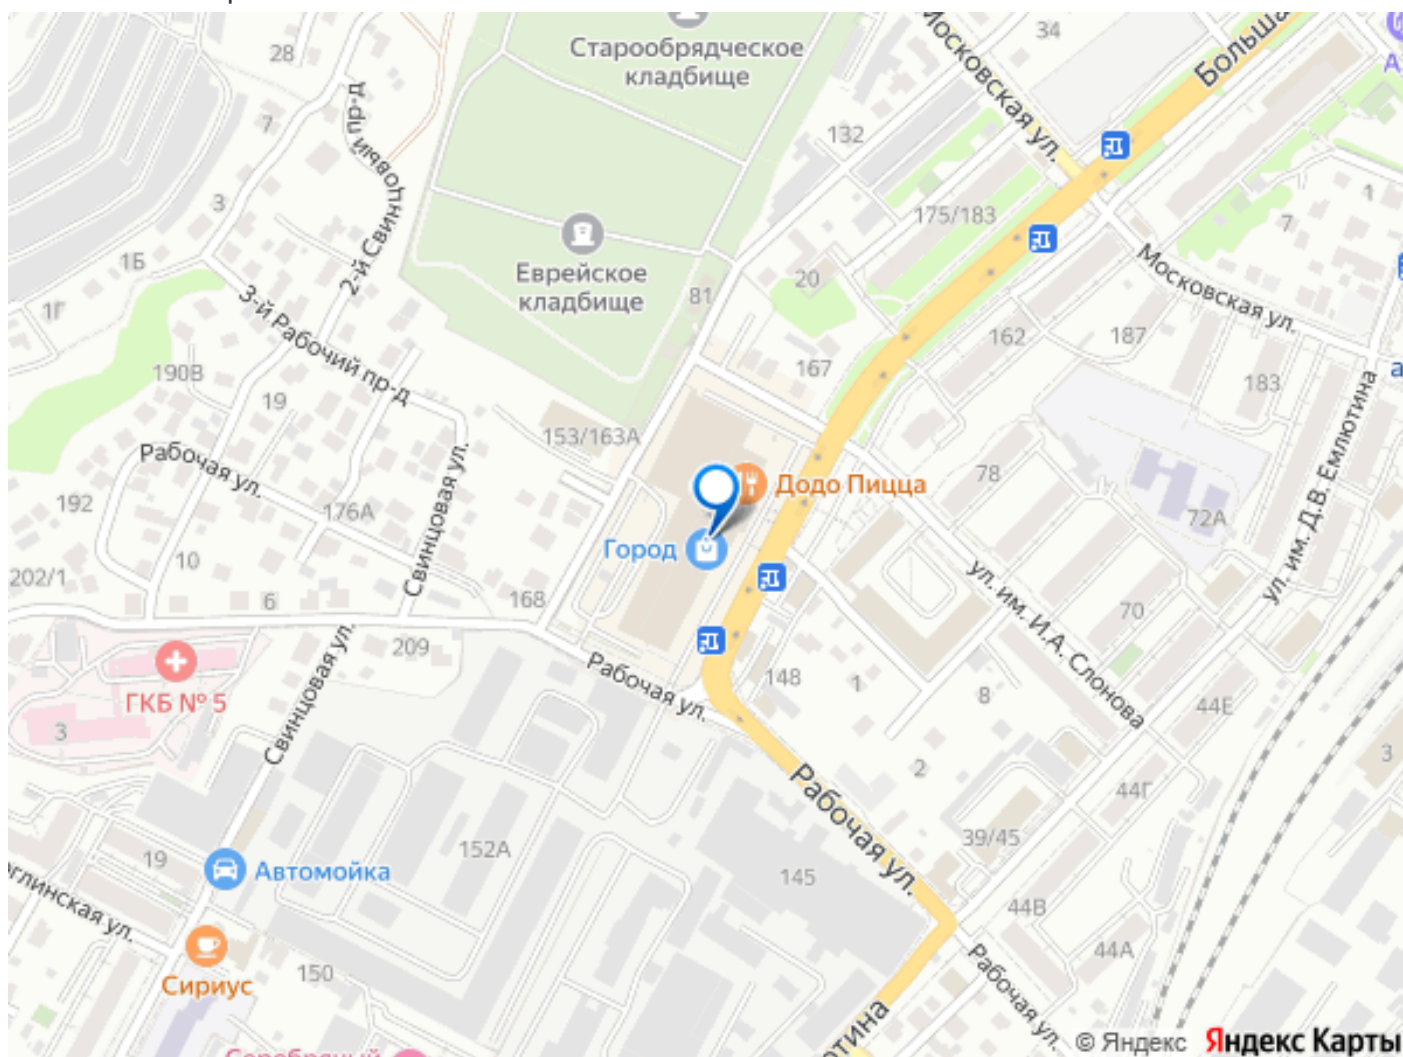 Старообрядческое
кладбище
28
7
2-й Свинцовый пр-д
Московская ул.
34
Большая
132
3
1Б
1Г
Еврейское
кладбище
81
20
175/183
7
1
Московская ул.
3-й Рабочий пр-д
190В
19
162
187
183
167
153/163А
Рабочая ул.
192
176А
Свинцовая ул.
Додо Пицца
78
72А
ул. им. Д.В. Емлютина
Город
10
202/1
6
168
209
ул. им. И.А. Слонова
70
Рабочая ул.
148
1
8
44Е
ГКБ № 5
3
Свинцовая ул.
2
3
44Г
Рабочая ул.
39/45
152А
145
19
Автомойка
44В
44А
Сириус
150
Рабочая ул.
© Яндекс Яндекс Карты